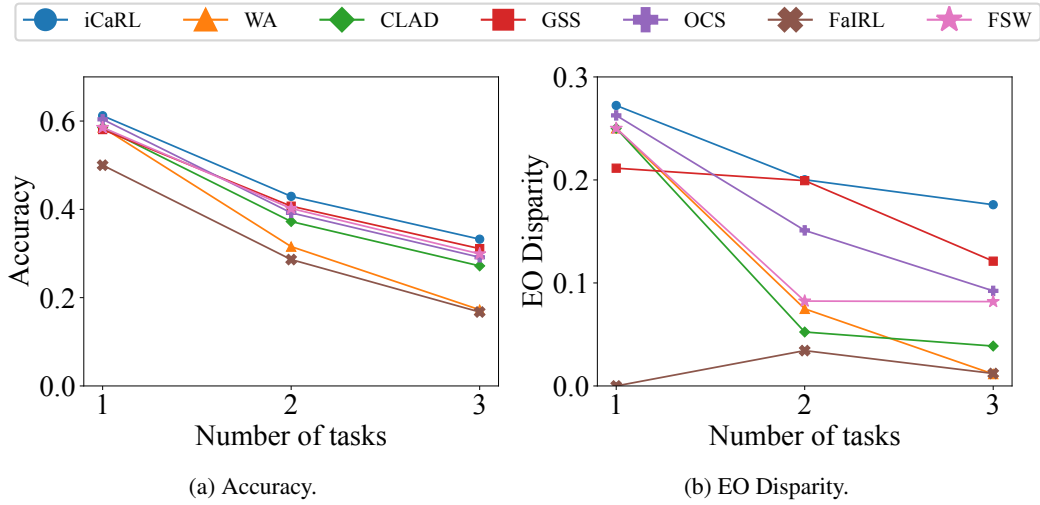 iCaRL WA CLAD GSS OCS FaIRL FSW
0.6
0.4
0.2
0.0
Accuracy
1 2 3
Number of tasks
(a) Accuracy.
0.3
0.2
0.1
0.0
EO Disparity
1 2 3
Number of tasks
(b) EO Disparity.